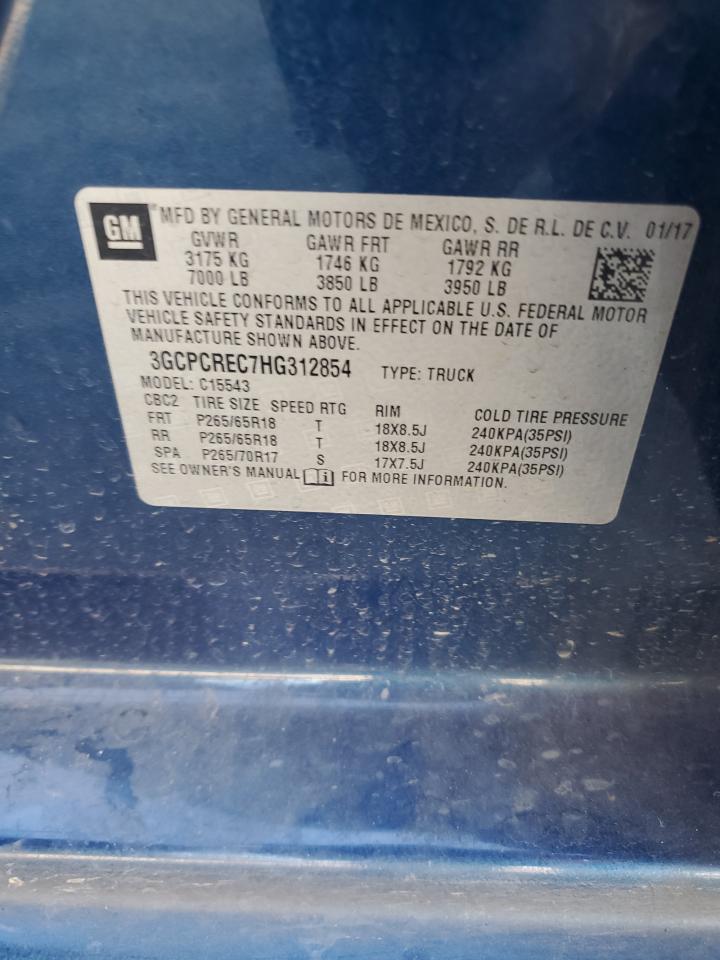 GM
MFD BY GENERAL MOTORS DE MEXICO, S. DE R.L. DE C.V. 01/17
GVWR GAWR FRT GAWR RR
3175 KG 1746 KG 1792 KG
7000 LB 3850 LB 3950 LB
THIS VEHICLE CONFORMS TO ALL APPLICABLE U.S. FEDERAL MOTOR
VEHICLE SAFETY STANDARDS IN EFFECT ON THE DATE OF
MANUFACTURE SHOWN ABOVE.
3GCPCREC7HG312854 TYPE: TRUCK
MODEL: C15543
CBC2 TIRE SIZE SPEED RTG RIM COLD TIRE PRESSURE
FRT P265/65R18 T 18X8.5J 240KPA(35PSI)
RR P265/65R18 T 18X8.5J 240KPA(35PSI)
SPA P265/70R17 S 17X7.5J 240KPA(35PSI)
SEE OWNER'S MANUAL i FOR MORE INFORMATION.